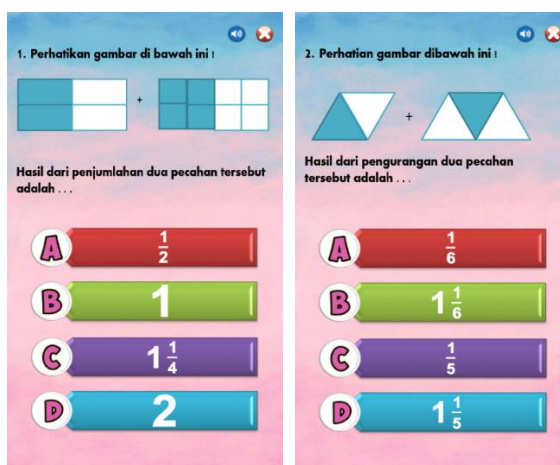 1. Perhatikan gambar di bawah ini !
+
Hasil dari penjumlahan dua pecahan tersebut
adalah . . .
A 1/2
B 1
C 1 1/4
D 2
2. Perhatian gambar dibawah ini !
+
Hasil dari pengurangan dua pecahan
tersebut adalah . . .
A 1/6
B 1 1/6
C 1/5
D 1 1/5